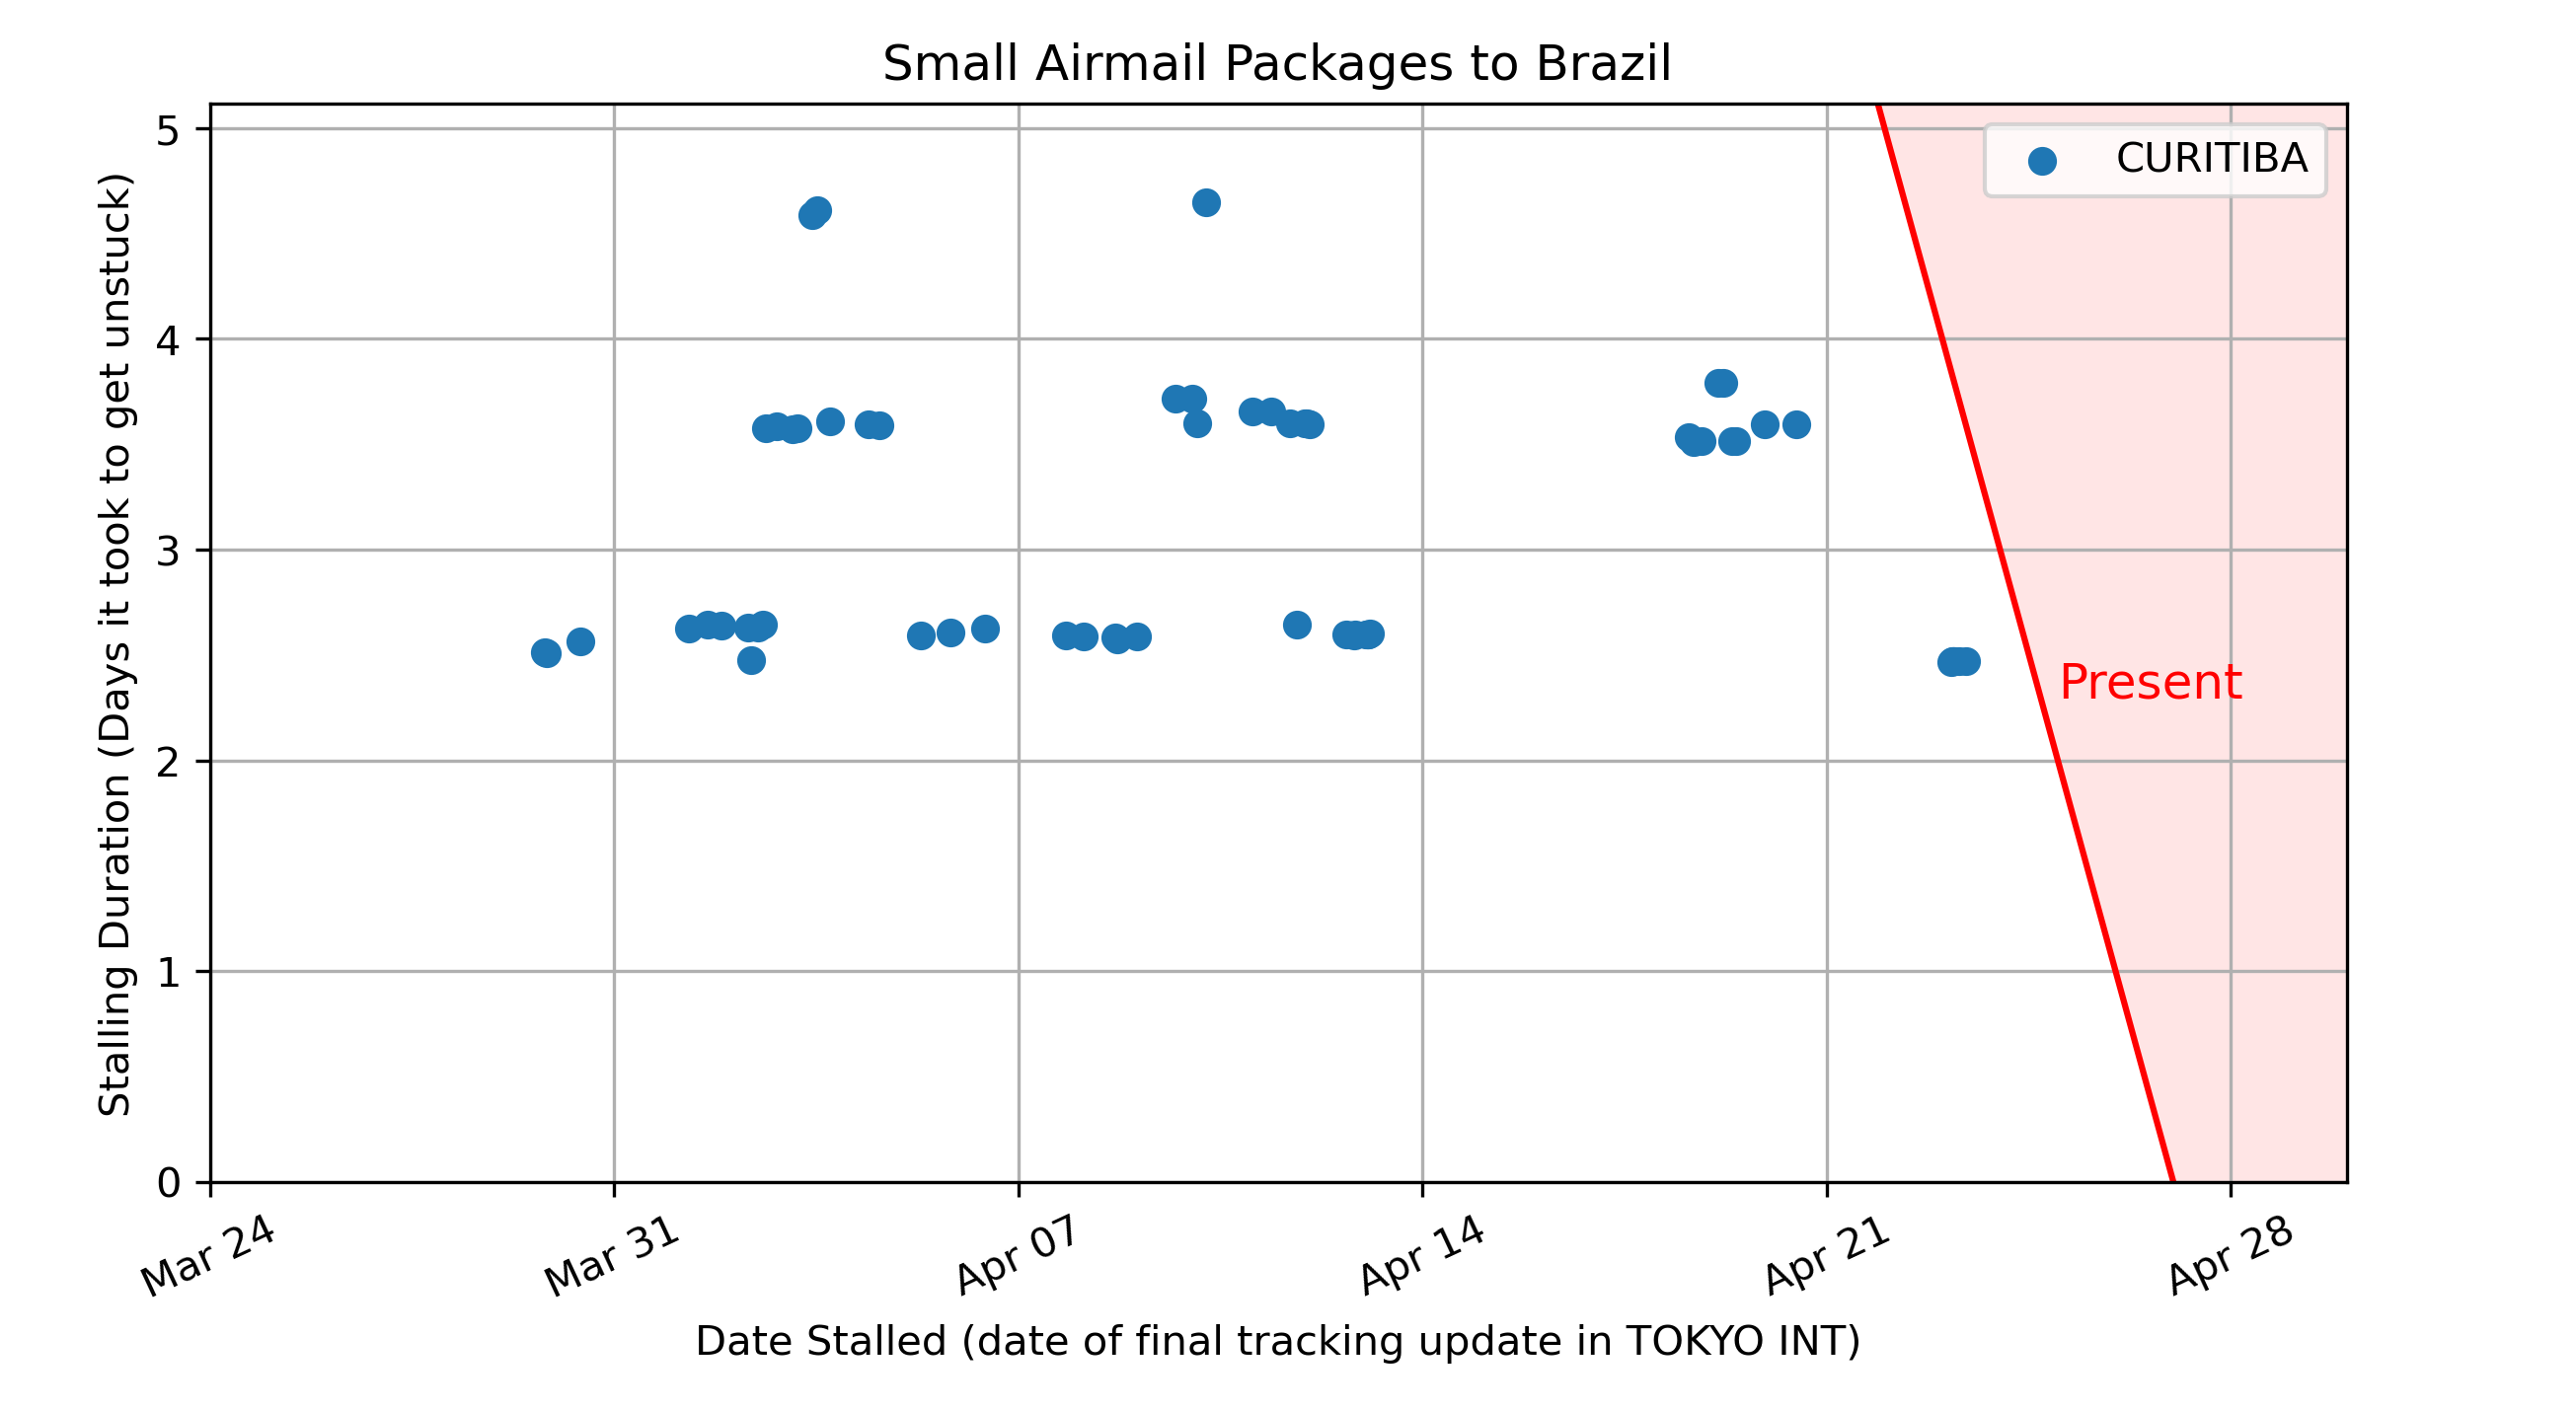 Small Airmail Packages to Brazil
Stalling Duration (Days it took to get unstuck)
5
4
3
2
1
0
CURITIBA
Present
Mar 24
Mar 31
Apr 07
Apr 14
Apr 21
Apr 28
Date Stalled (date of final tracking update in TOKYO INT)